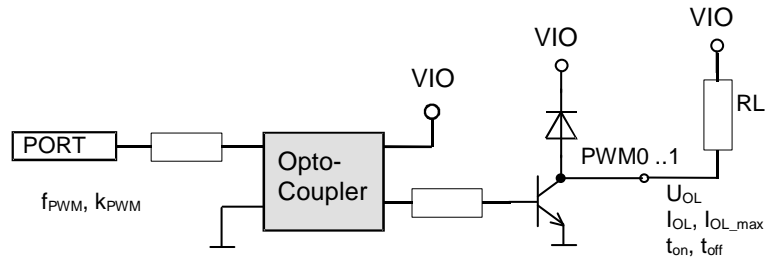 VIO
VIO
VIO
RL
PORT
Opto-
Coupler
PWM0 ..1
fPWM, kPWM
UOL
IOL, IOL_max
ton, toff